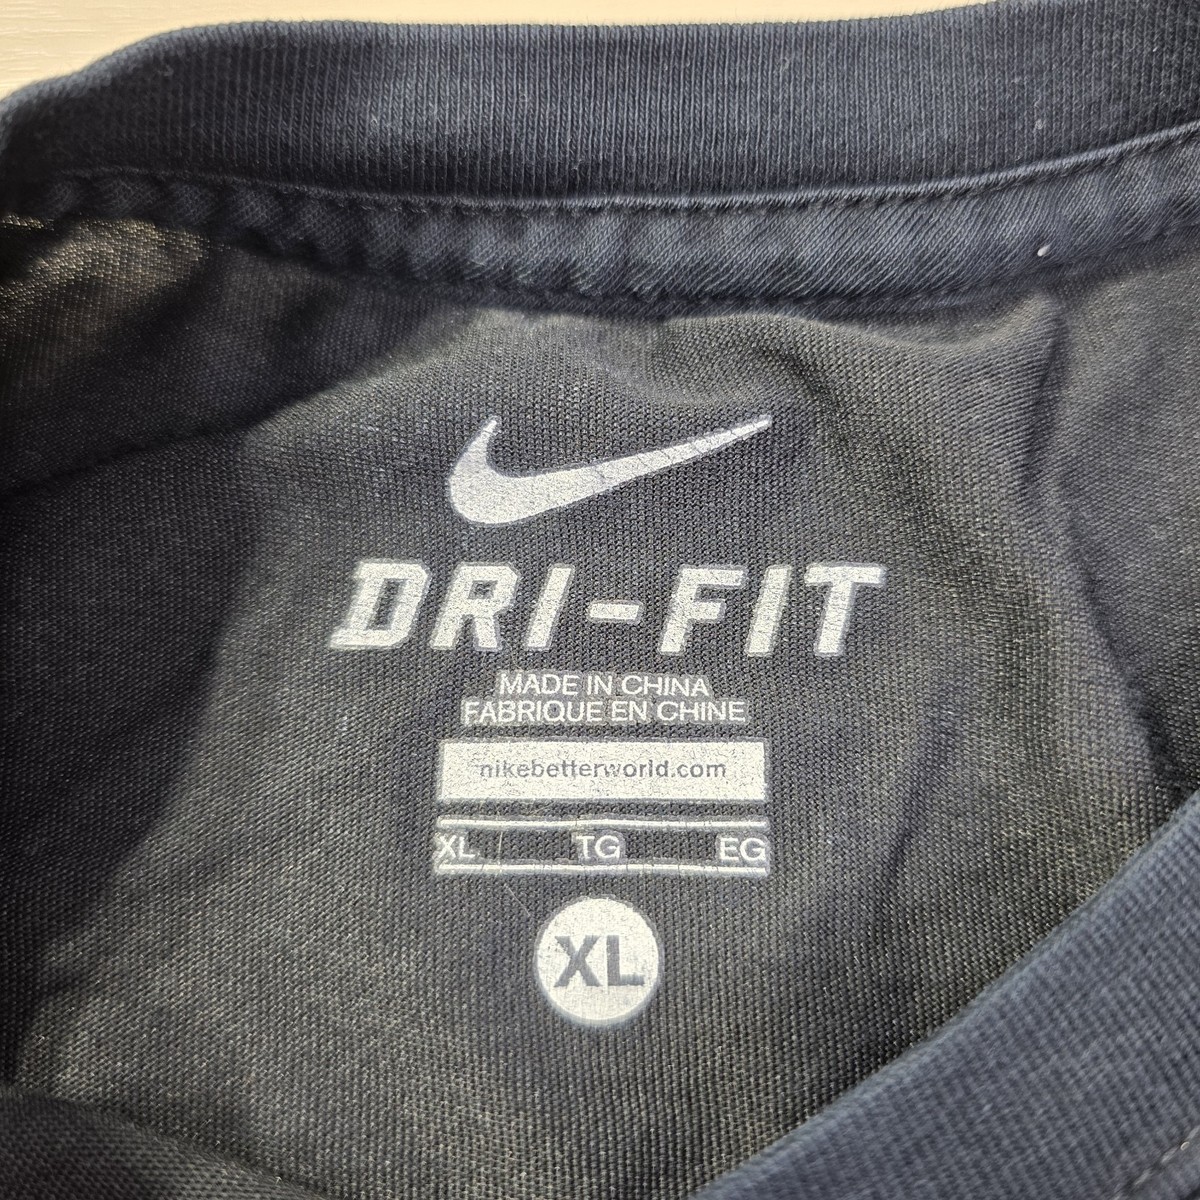 DRI-FIT
MADE IN CHINA
FABRIQUE EN CHINE
nikebetterworld.com
XL TG EG
XL